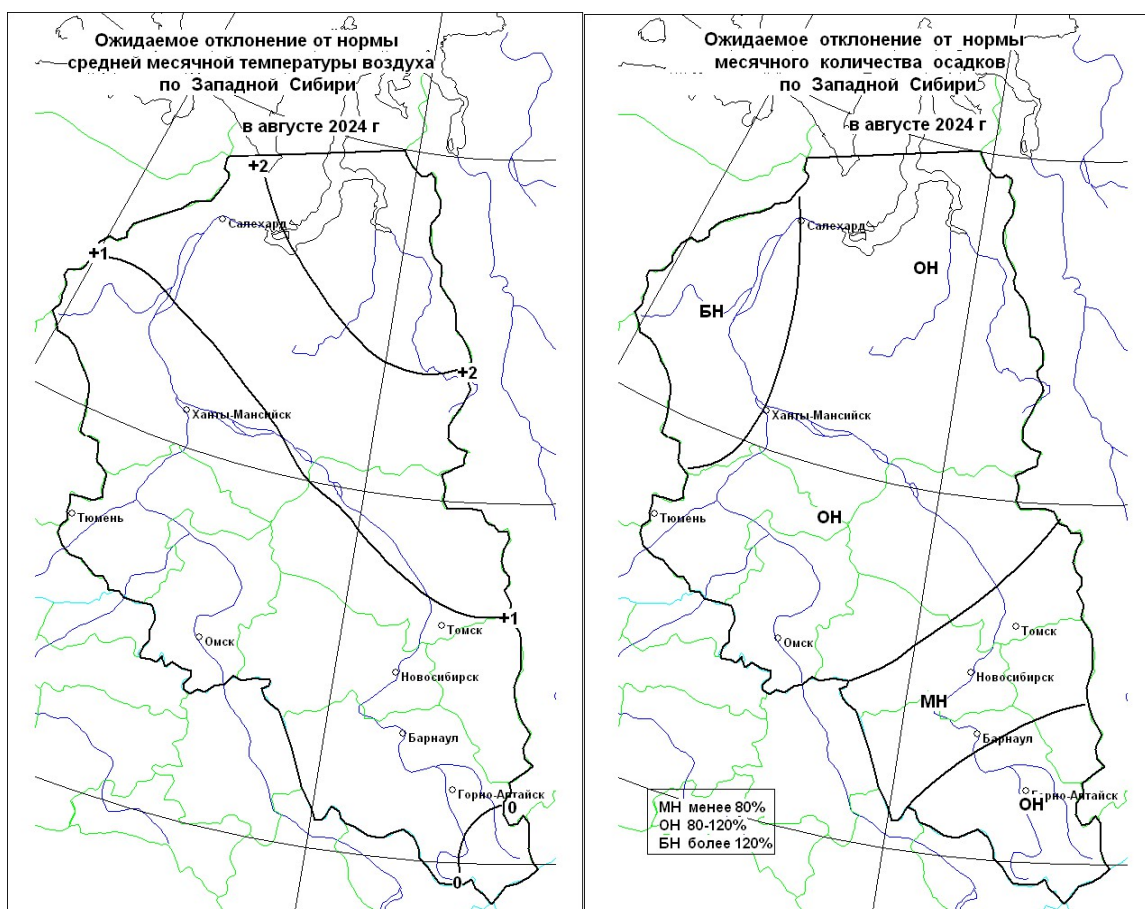 Ожидаемое отклонение от нормы
средней месячной температуры воздуха
по Западной Сибири
в августе 2024 г
+2
Салехард
+1
+2
Ханты-Мансийск
Тюмень
+1
Томск
Омск
Новосибирск
Барнаул
Горно-Алтайск
0
0
Ожидаемое отклонение от нормы
месячного количества осадков
по Западной Сибири
в августе 2024 г
Салехард
ОН
БН
Ханты-Мансийск
ОН
Тюмень
Томск
Омск
Новосибирск
МН
Барнаул
Горно-Алтайск
ОН
МН менее 80%
ОН 80-120%
БН более 120%